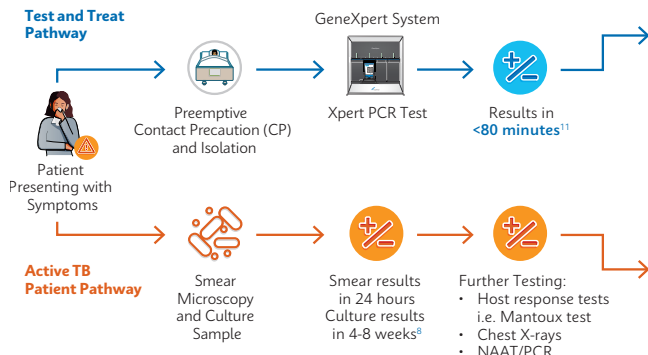 Test and Treat
Pathway
GeneXpert System
Preemptive
Contact Precaution (CP)
and Isolation
Xpert PCR Test
Results in
<80 minutes11
Patient
Presenting with
Symptoms
Active TB
Patient Pathway
Smear
Microscopy
and Culture
Sample
Smear results
in 24 hours
Culture results
in 4-8 weeks8
Further Testing:
• Host response tests
i.e. Mantoux test
• Chest X-rays
• NAAT/PCR